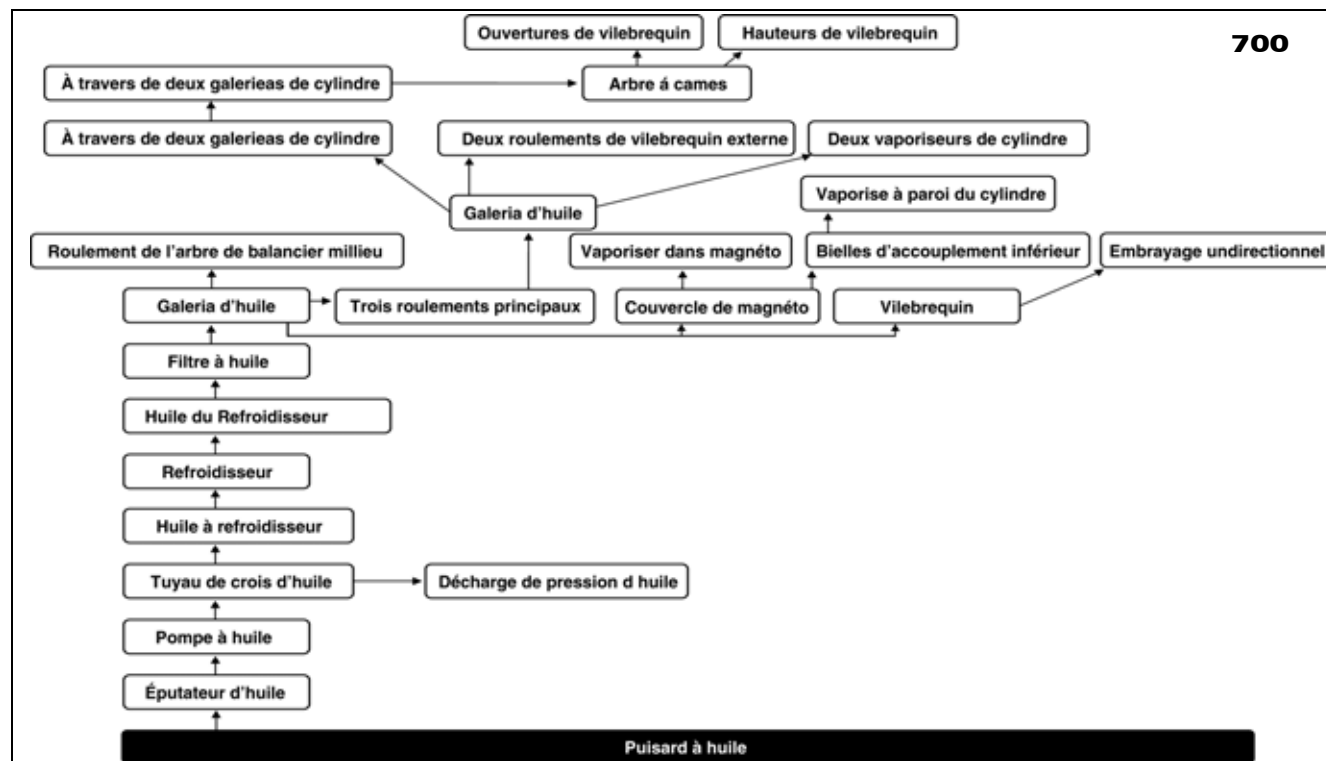 Ouvertures de vilebrequin
Hauteurs de vilebrequin
700
À travers de deux galerieas de cylindre
Arbre á cames
À travers de deux galerieas de cylindre
Deux roulements de vilebrequin externe
Deux vaporiseurs de cylindre
Vaporise à paroi du cylindre
Galeria d'huile
Roulement de l'arbre de balancier millieu
Vaporiser dans magnéto
Bielles d'accouplement inférieur
Embrayage undirectionnel
Galeria d'huile
Trois roulements principaux
Couvercle de magnéto
Vilebrequin
Filtre à huile
Huile du Refroidisseur
Refroidisseur
Huile à refroidisseur
Tuyau de crois d'huile
Décharge de pression d huile
Pompe à huile
Éputateur d'huile
Puisard à huile